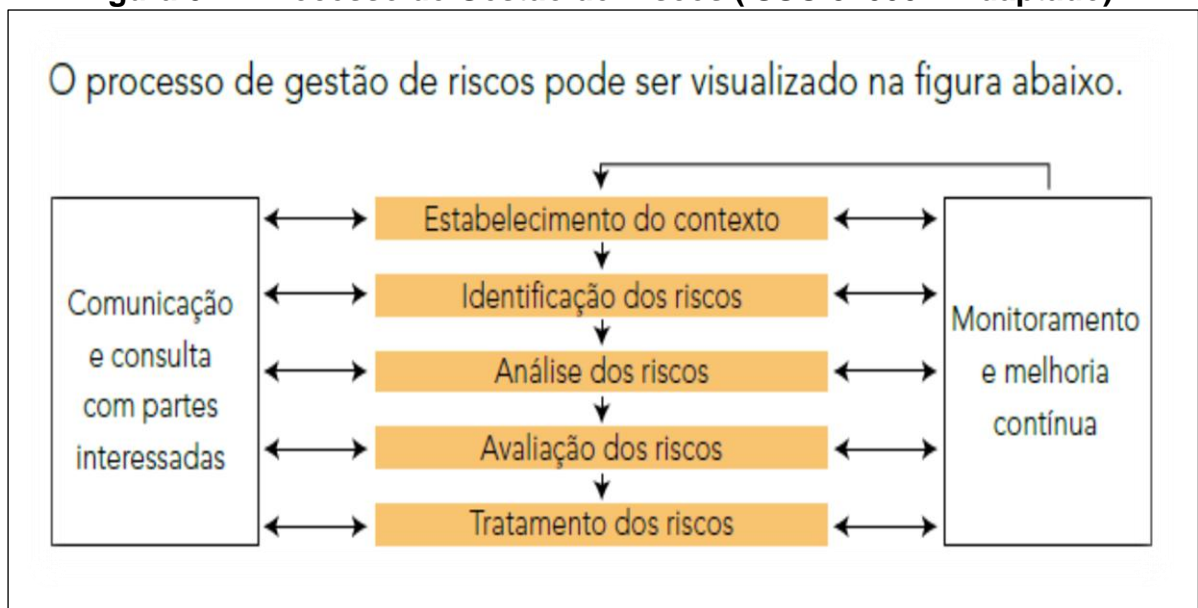 O processo de gestão de riscos pode ser visualizado na figura abaixo.
Estabelecimento do contexto
Identificação dos riscos
Análise dos riscos
Avaliação dos riscos
Tratamento dos riscos
Comunicação
e consulta
com partes
interessadas
Monitoramento
e melhoria
contínua